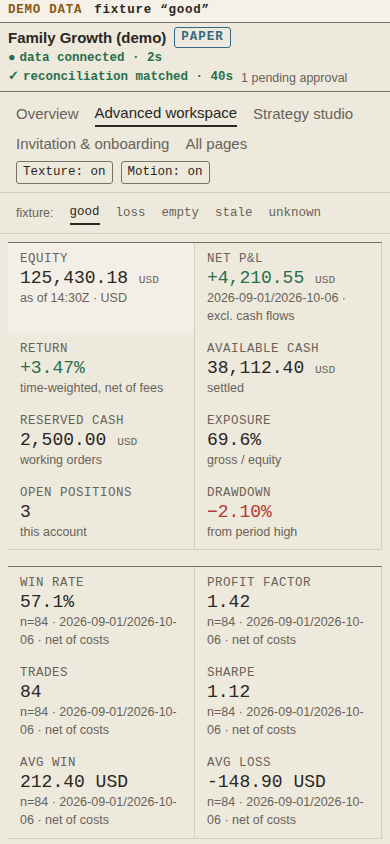 DEMO DATA fixture “good”
Family Growth (demo) PAPER
● data connected · 2s
✓ reconciliation matched · 40s 1 pending approval
Overview Advanced workspace Strategy studio
Invitation & onboarding All pages
Texture: on Motion: on
fixture: good loss empty stale unknown
EQUITY
125,430.18 USD
as of 14:30Z · USD
NET P&L
+4,210.55 USD
2026-09-01/2026-10-06 ·
excl. cash flows
RETURN
+3.47%
time-weighted, net of fees
AVAILABLE CASH
38,112.40 USD
settled
RESERVED CASH
2,500.00 USD
working orders
EXPOSURE
69.6%
gross / equity
OPEN POSITIONS
3
this account
DRAWDOWN
−2.10%
from period high
WIN RATE
57.1%
n=84 · 2026-09-01/2026-10-
06 · net of costs
PROFIT FACTOR
1.42
n=84 · 2026-09-01/2026-10-
06 · net of costs
TRADES
84
n=84 · 2026-09-01/2026-10-
06 · net of costs
SHARPE
1.12
n=84 · 2026-09-01/2026-10-
06 · net of costs
AVG WIN
212.40 USD
n=84 · 2026-09-01/2026-10-
06 · net of costs
AVG LOSS
-148.90 USD
n=84 · 2026-09-01/2026-10-
06 · net of costs